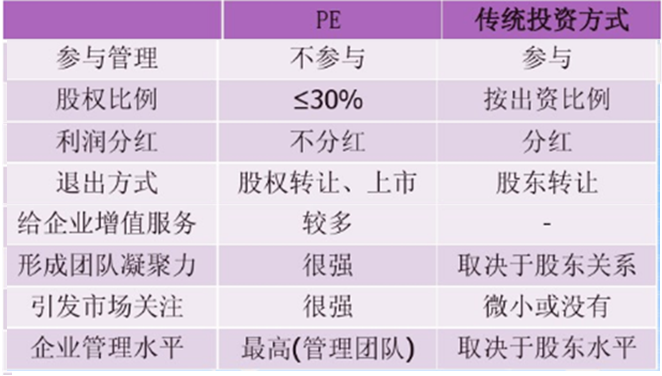 PE 传统投资方式
参与管理 不参与 参与
股权比例 ≤30% 按出资比例
利润分红 不分红 分红
退出方式 股权转让、上市 股东转让
给企业增值服务 较多 -
形成团队凝聚力 很强 取决于股东关系
引发市场关注 很强 微小或没有
企业管理水平 最高(管理团队) 取决于股东水平